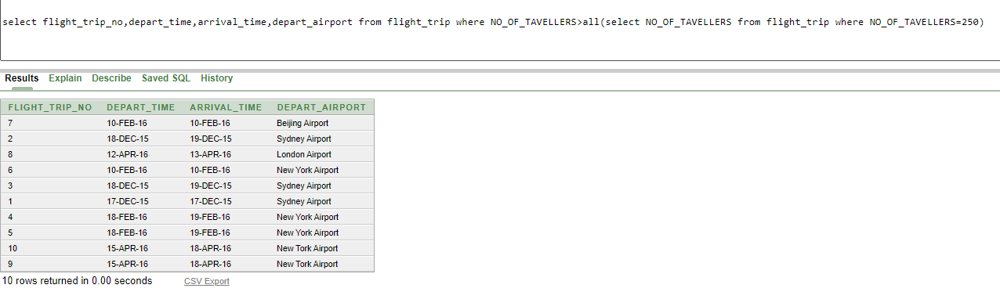 select flight_trip_no,depart_time,arrival_time,depart_airport from flight_trip where NO_OF_TAVELLERS>all(select NO_OF_TAVELLERS from flight_trip where NO_OF_TAVELLERS=250)
Results Explain Describe Saved SQL History
FLIGHT_TRIP_NO DEPART_TIME ARRIVAL_TIME DEPART_AIRPORT
7 10-FEB-16 10-FEB-16 Beijing Airport
2 18-DEC-15 19-DEC-15 Sydney Airport
8 12-APR-16 13-APR-16 London Airport
6 10-FEB-16 10-FEB-16 New York Airport
3 18-DEC-15 19-DEC-15 Sydney Airport
1 17-DEC-15 17-DEC-15 Sydney Airport
4 18-FEB-16 19-FEB-16 New York Airport
5 18-FEB-16 19-FEB-16 New York Airport
10 15-APR-16 18-APR-16 New Tork Airport
9 15-APR-16 18-APR-16 New Tork Airport
10 rows returned in 0.00 seconds CSV Export